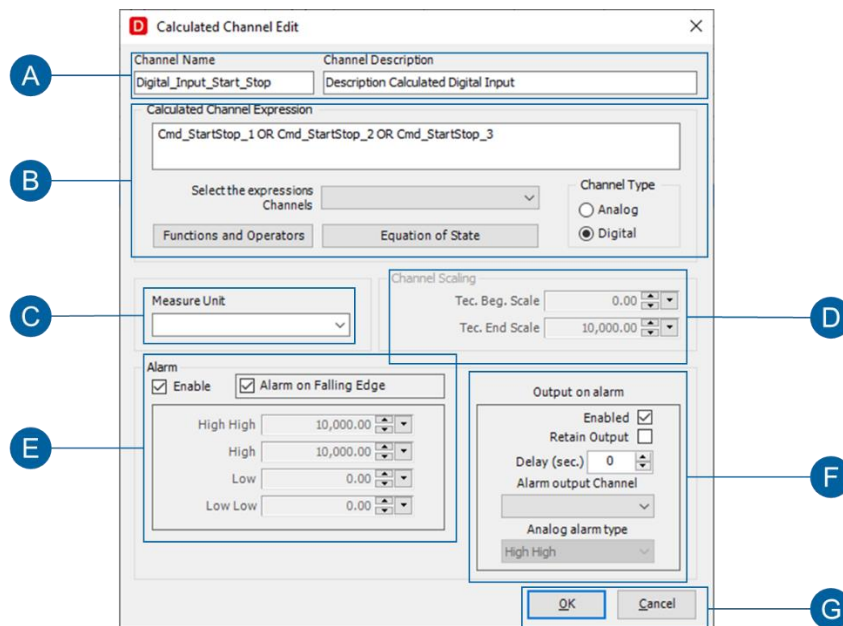 D Calculated Channel Edit
A
Channel Name Channel Description
Digital_Input_Start_Stop Description Calculated Digital Input
B
Calculated Channel Expression
Cmd_StartStop_1 OR Cmd_StartStop_2 OR Cmd_StartStop_3
Select the expressions
Channels
Channel Type
Analog
Digital
Functions and Operators Equation of State
C
Measure Unit
Channel Scaling
Tec. Beg. Scale 0.00
Tec. End Scale 10,000.00
D
E
Alarm
Enable Alarm on Falling Edge
High High 10,000.00
High 10,000.00
Low 0.00
Low Low 0.00
Output on alarm
Enabled
Retain Output
Delay (sec.) 0
Alarm output Channel
Analog alarm type
High High
F
OK Cancel
G